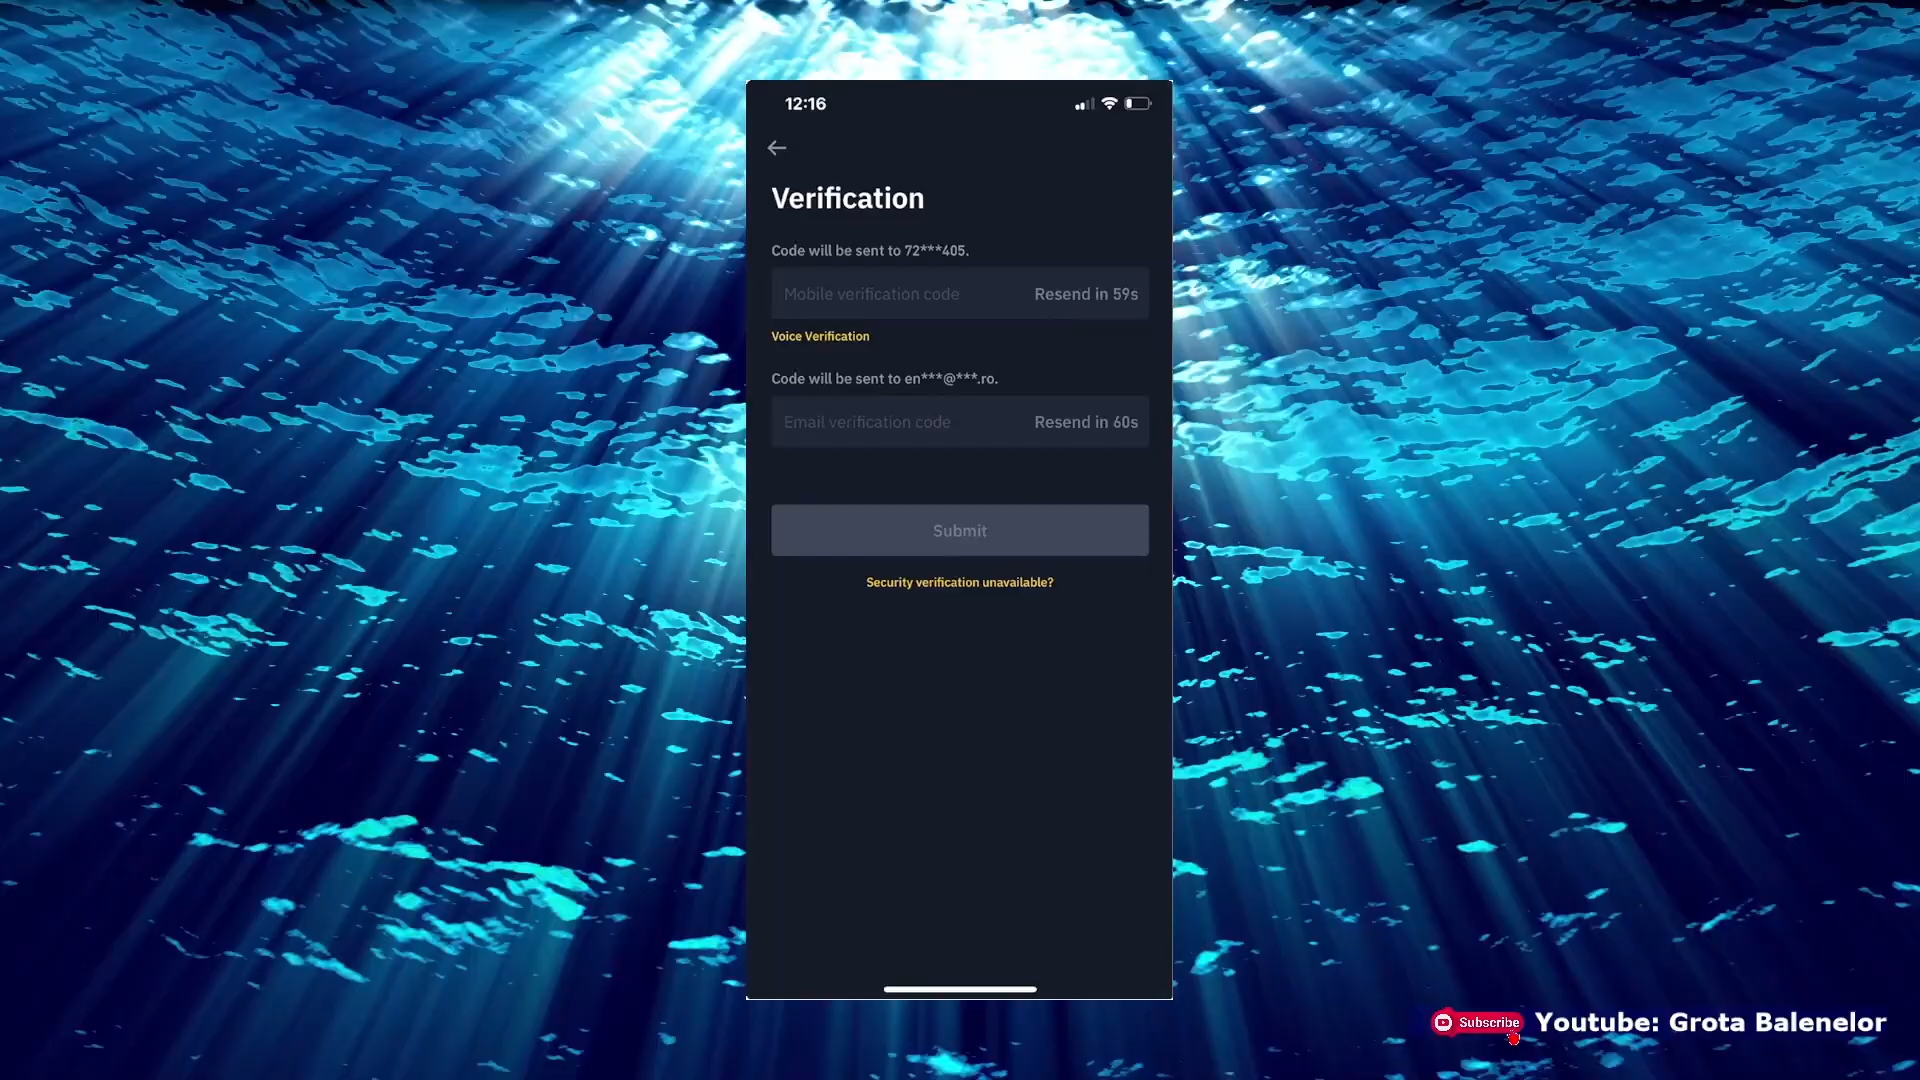 12:16
Verification
Code will be sent to 72***405.
Mobile verification code Resend in 59s
Voice Verification
Code will be sent to en***@***.ro.
Email verification code Resend in 60s
Submit
Security verification unavailable?
Subscribe Youtube: Grota Balenelor